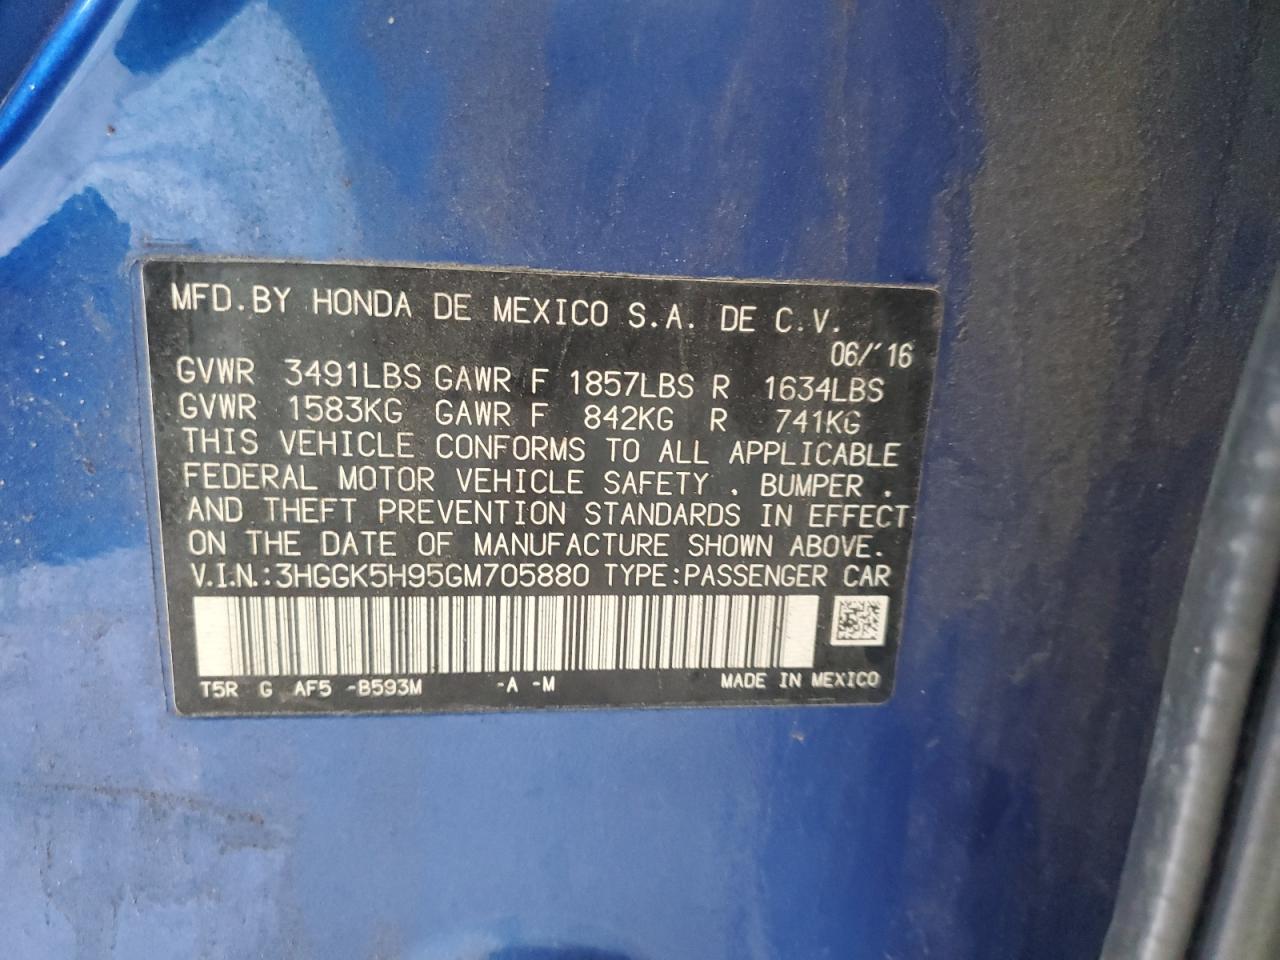 MFD.BY HONDA DE MEXICO S.A. DE C.V.
06/'16
GVWR 3491LBS GAWR F 1857LBS R 1634LBS
GVWR 1583KG GAWR F 842KG R 741KG
THIS VEHICLE CONFORMS TO ALL APPLICABLE
FEDERAL MOTOR VEHICLE SAFETY , BUMPER ,
AND THEFT PREVENTION STANDARDS IN EFFECT
ON THE DATE OF MANUFACTURE SHOWN ABOVE.
V.I.N.:3HGGK5H95GM705880 TYPE:PASSENGER CAR
T5R G AF5 -B593M -A -M MADE IN MEXICO